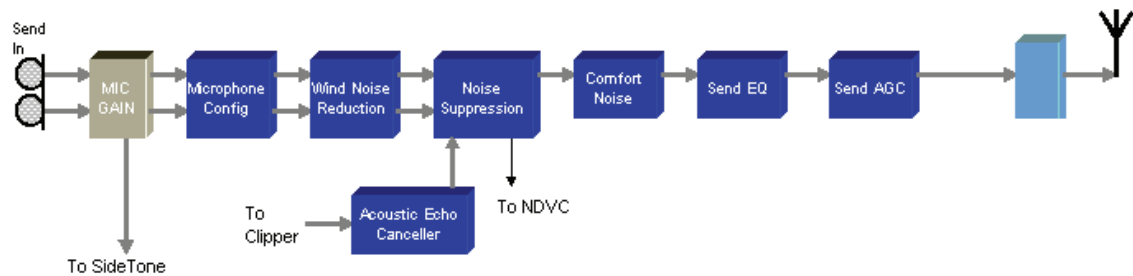 Send
In
MIC
GAIN
Microphone
Config
Wind Noise
Reduction
Noise
Suppression
Comfort
Noise
Send EQ
Send AGC
To
Clipper
Acoustic Echo
Canceller
To NDVC
To SideTone